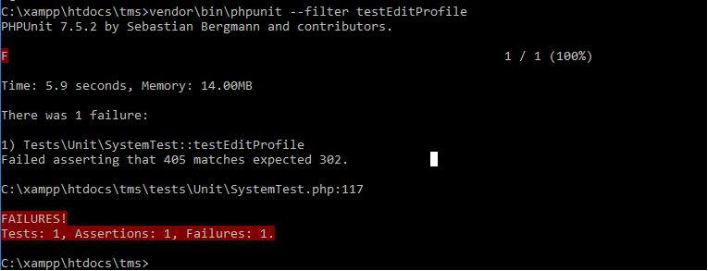 C:\xampp\htdocs\tms>vendor\bin\phpunit --filter testEditProfile
PHPUnit 7.5.2 by Sebastian Bergmann and contributors.
F 1 / 1 (100%)
Time: 5.9 seconds, Memory: 14.00MB
There was 1 failure:
1) Tests\Unit\SystemTest::testEditProfile
Failed asserting that 405 matches expected 302.
C:\xampp\htdocs\tms\tests\Unit\SystemTest.php:117
FAILURES!
Tests: 1, Assertions: 1, Failures: 1.
C:\xampp\htdocs\tms>